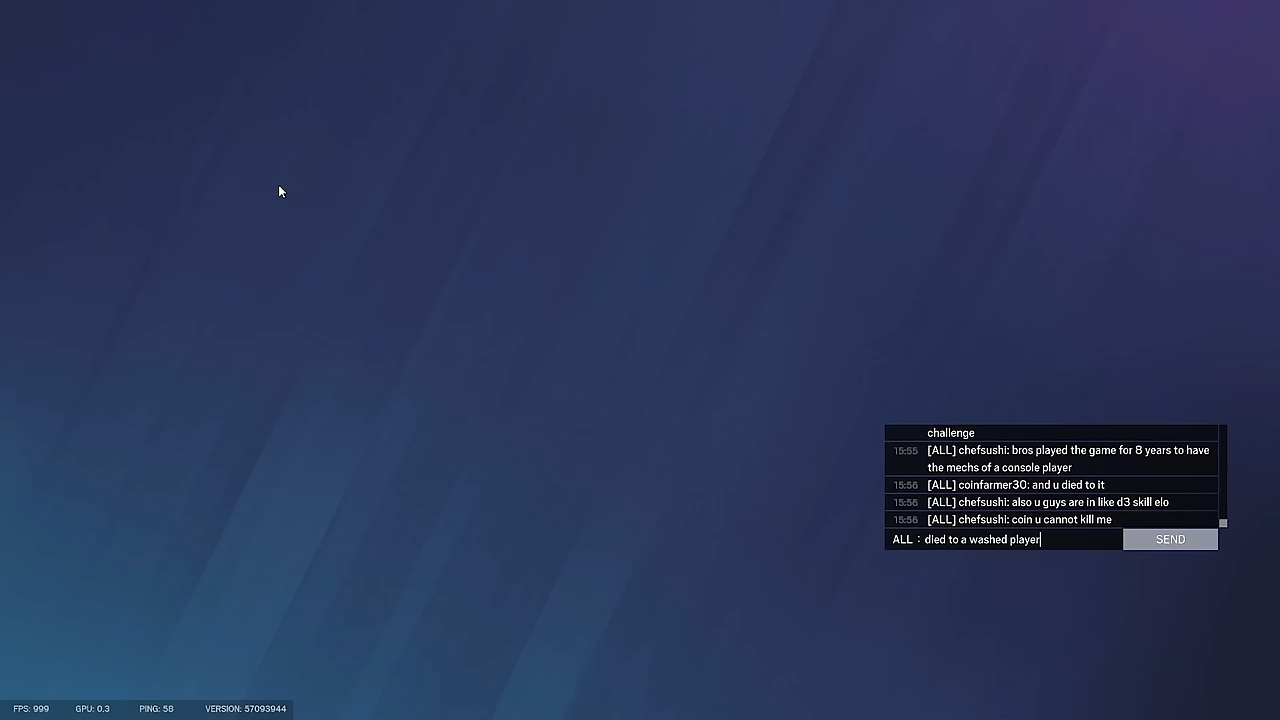 challenge
15:55 [ALL] chefsushi: bros played the game for 8 years to have
the mechs of a console player
15:56 [ALL] coinfarmer30: and u died to it
15:56 [ALL] chefsushi: also u guys are in like d3 skill elo
15:56 [ALL] chefsushi: coin u cannot kill me
ALL : died to a washed player SEND
FPS: 999 GPU: 0.3 PING: 58 VERSION: 57093944